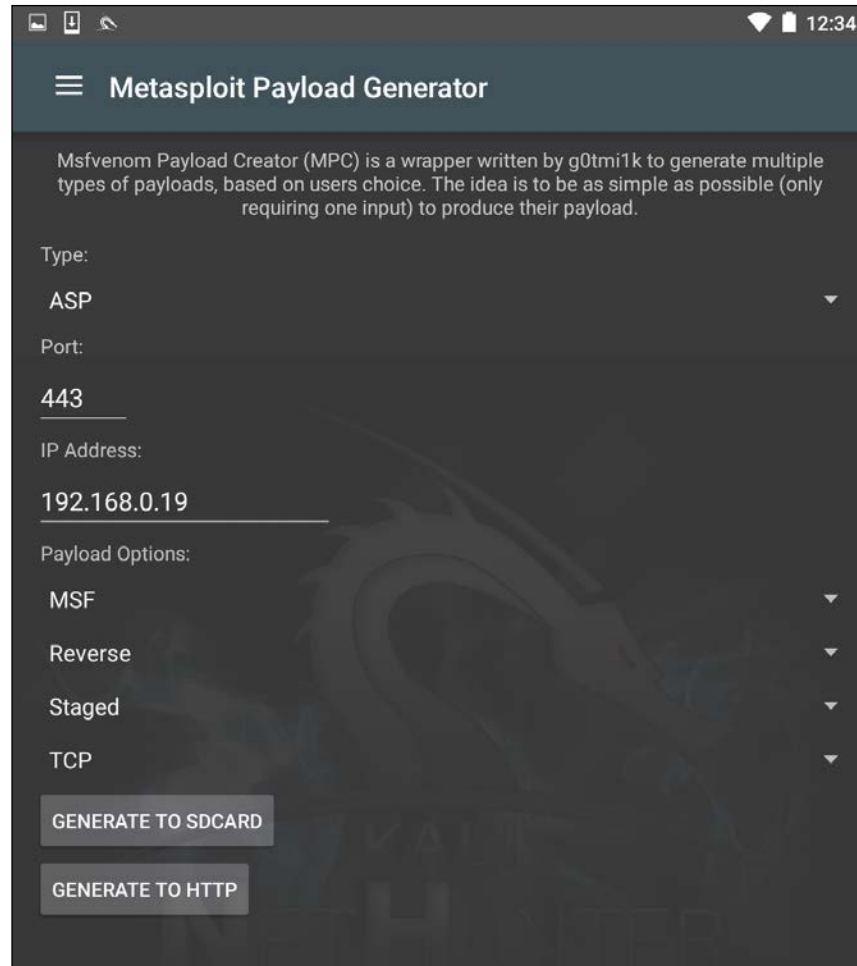 12:34
Metasploit Payload Generator
Msfvenom Payload Creator (MPC) is a wrapper written by g0tmi1k to generate multiple
types of payloads, based on users choice. The idea is to be as simple as possible (only
requiring one input) to produce their payload.
Type:
ASP
Port:
443
IP Address:
192.168.0.19
Payload Options:
MSF
Reverse
Staged
TCP
GENERATE TO SDCARD
GENERATE TO HTTP
KALI
NETHUNTER